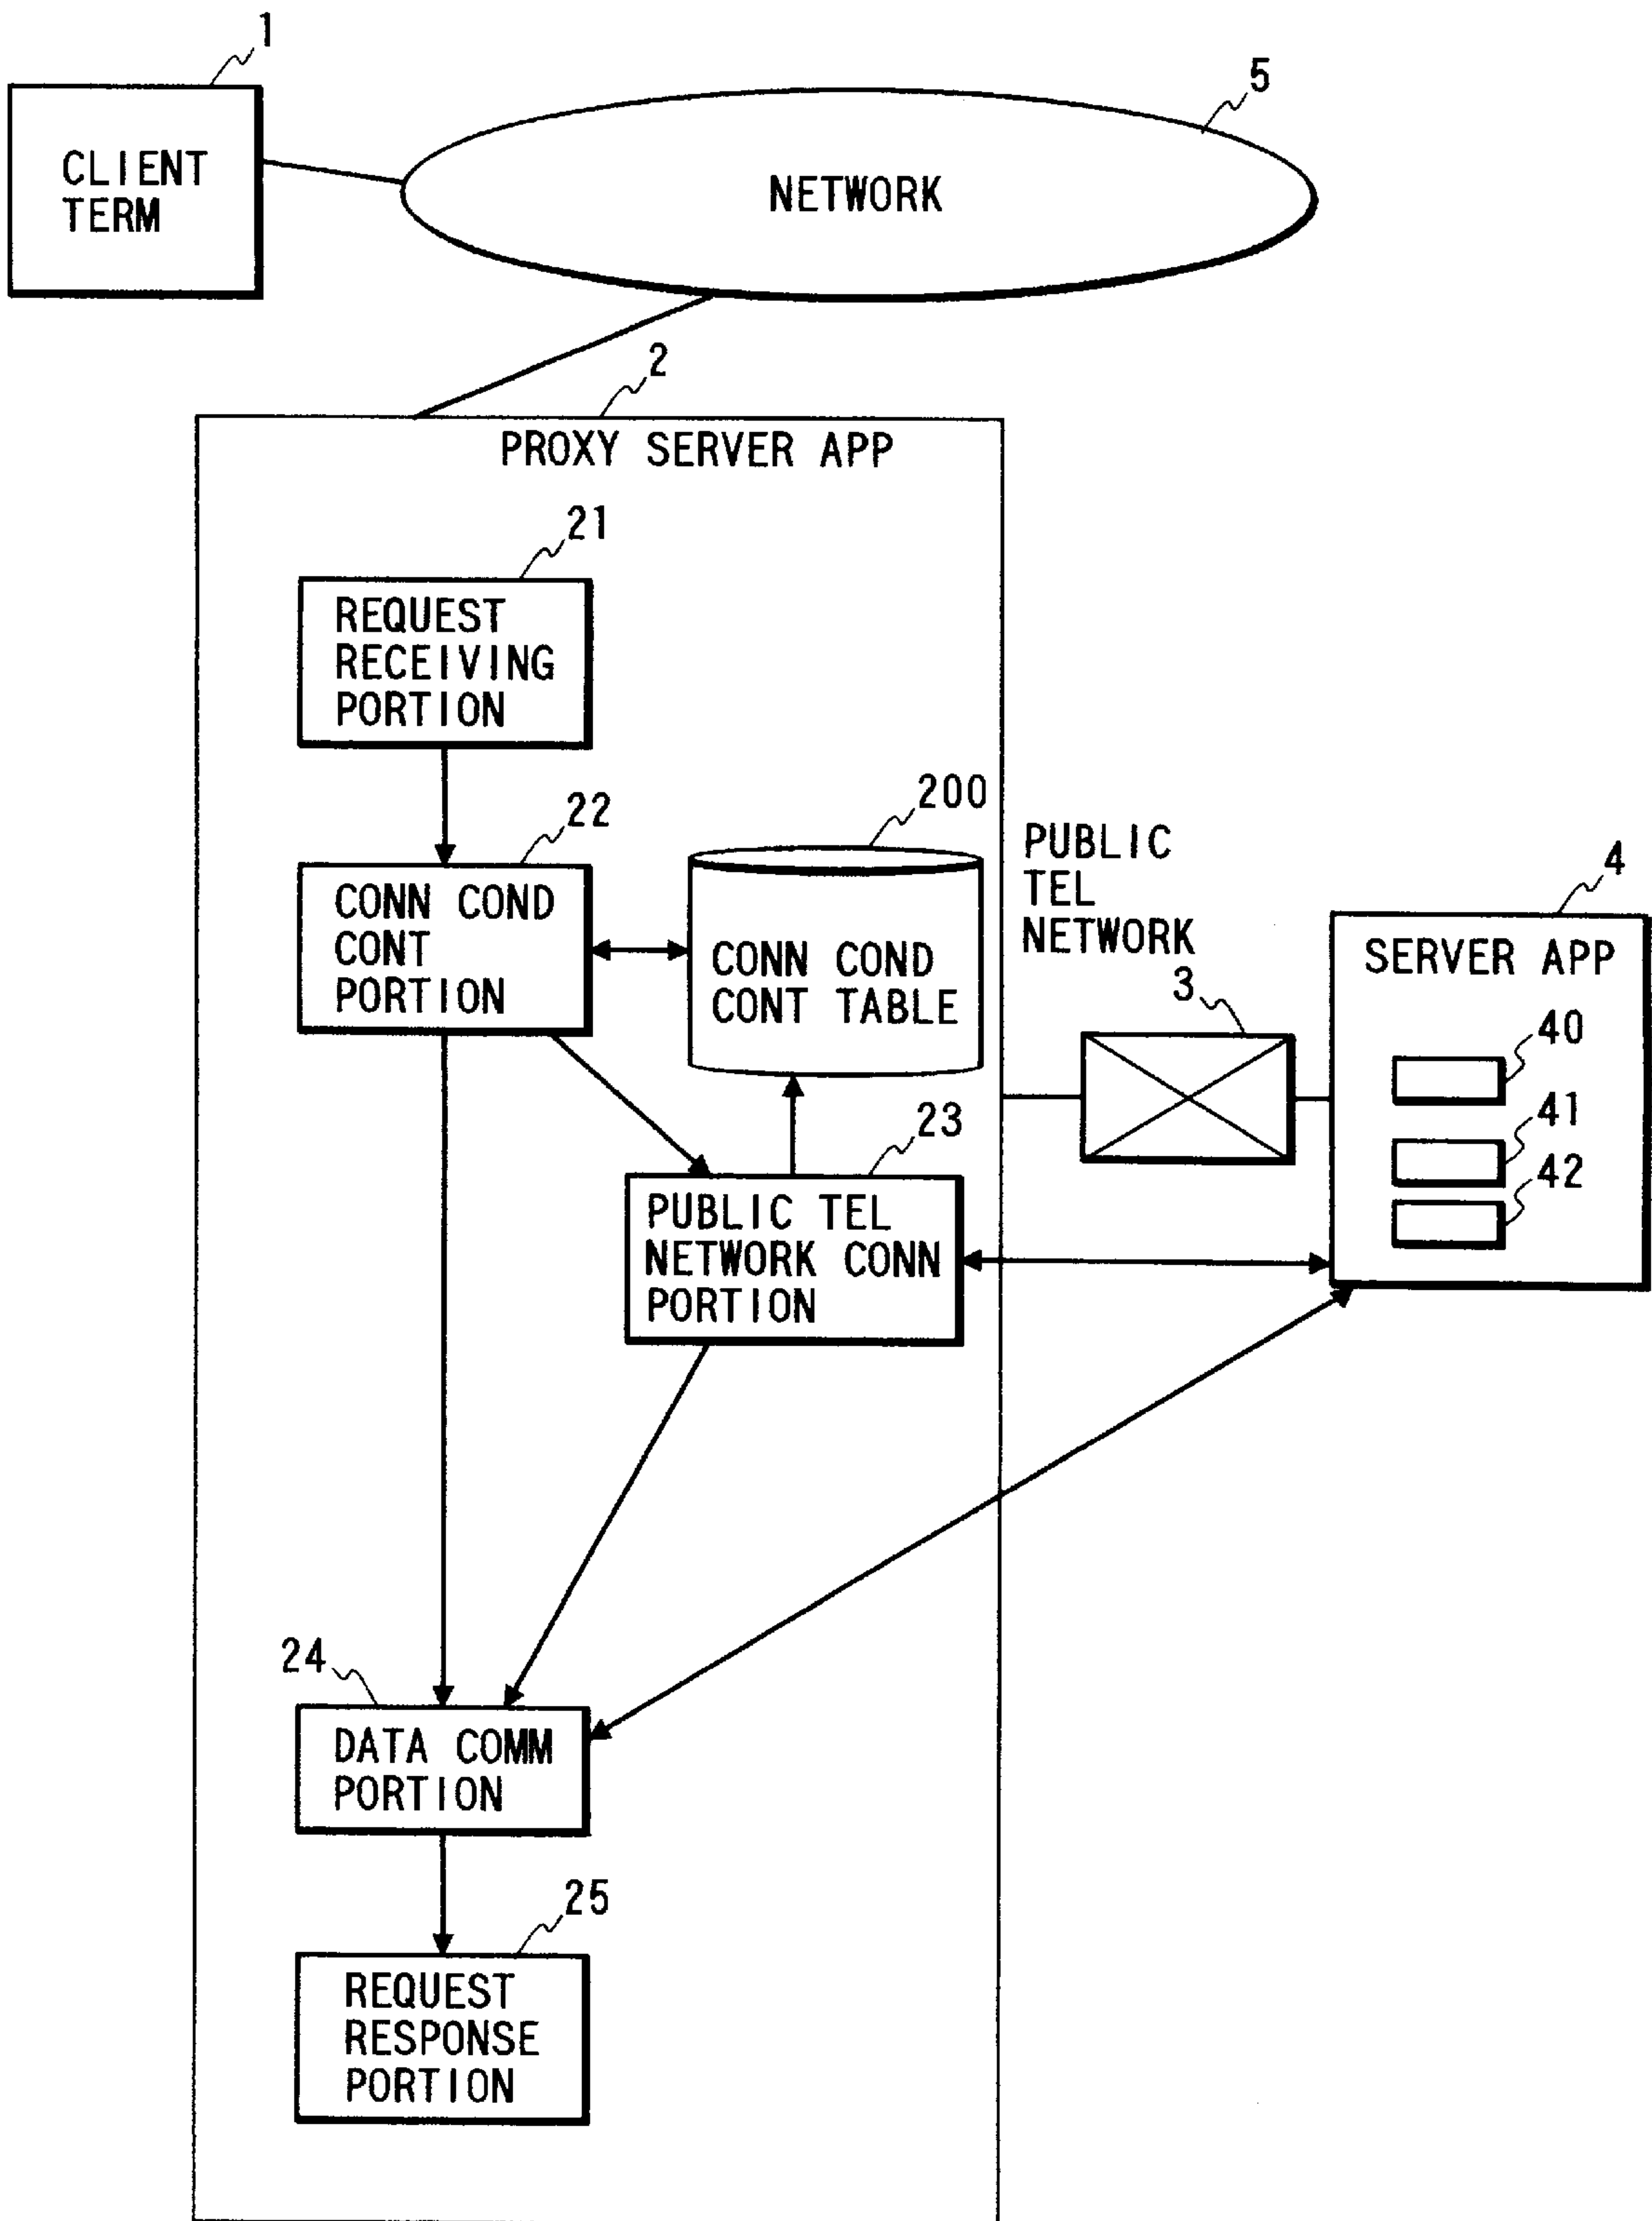 1
CLIENT
TERM
5
NETWORK
2
PROXY SERVER APP
21
REQUEST
RECEIVING
PORTION
22
CONN COND
CONT
PORTION
200
CONN COND
CONT TABLE
PUBLIC
TEL
NETWORK
3
4
SERVER APP
40
41
42
23
PUBLIC TEL
NETWORK CONN
PORTION
24
DATA COMM
PORTION
25
REQUEST
RESPONSE
PORTION